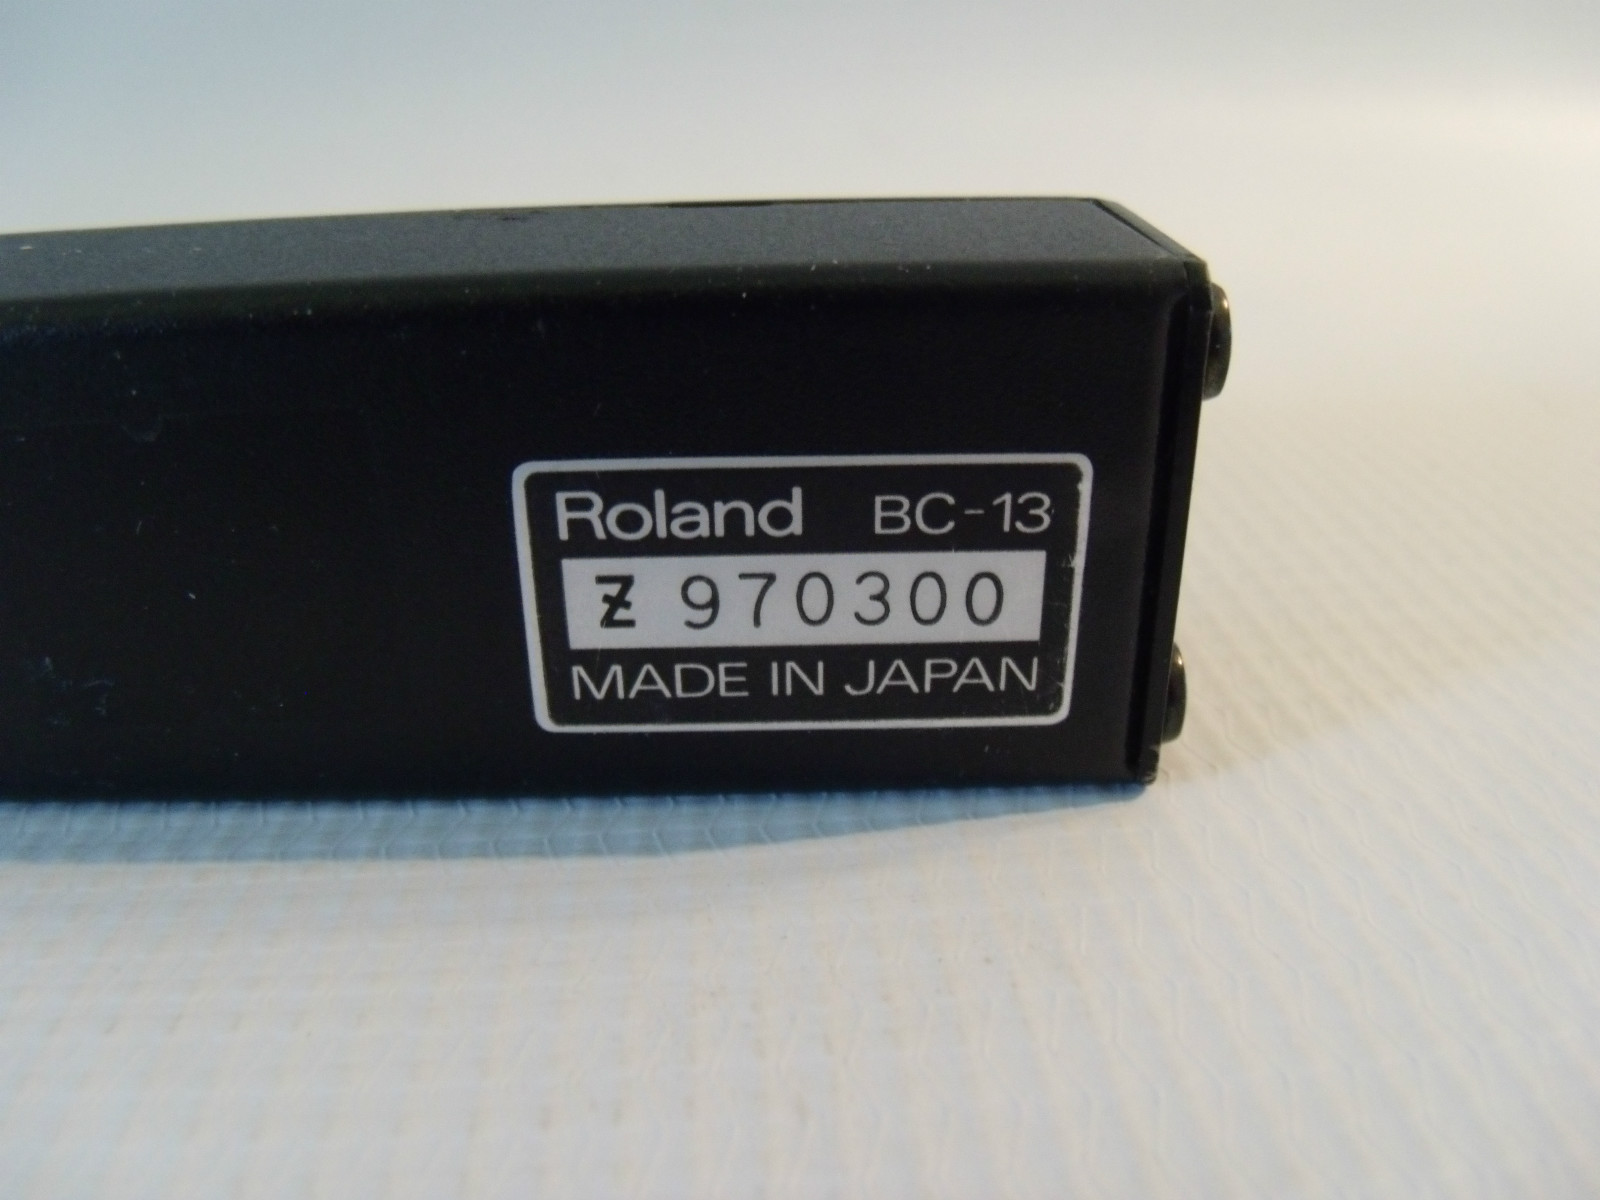 Roland BC-13
Z 970300
MADE IN JAPAN